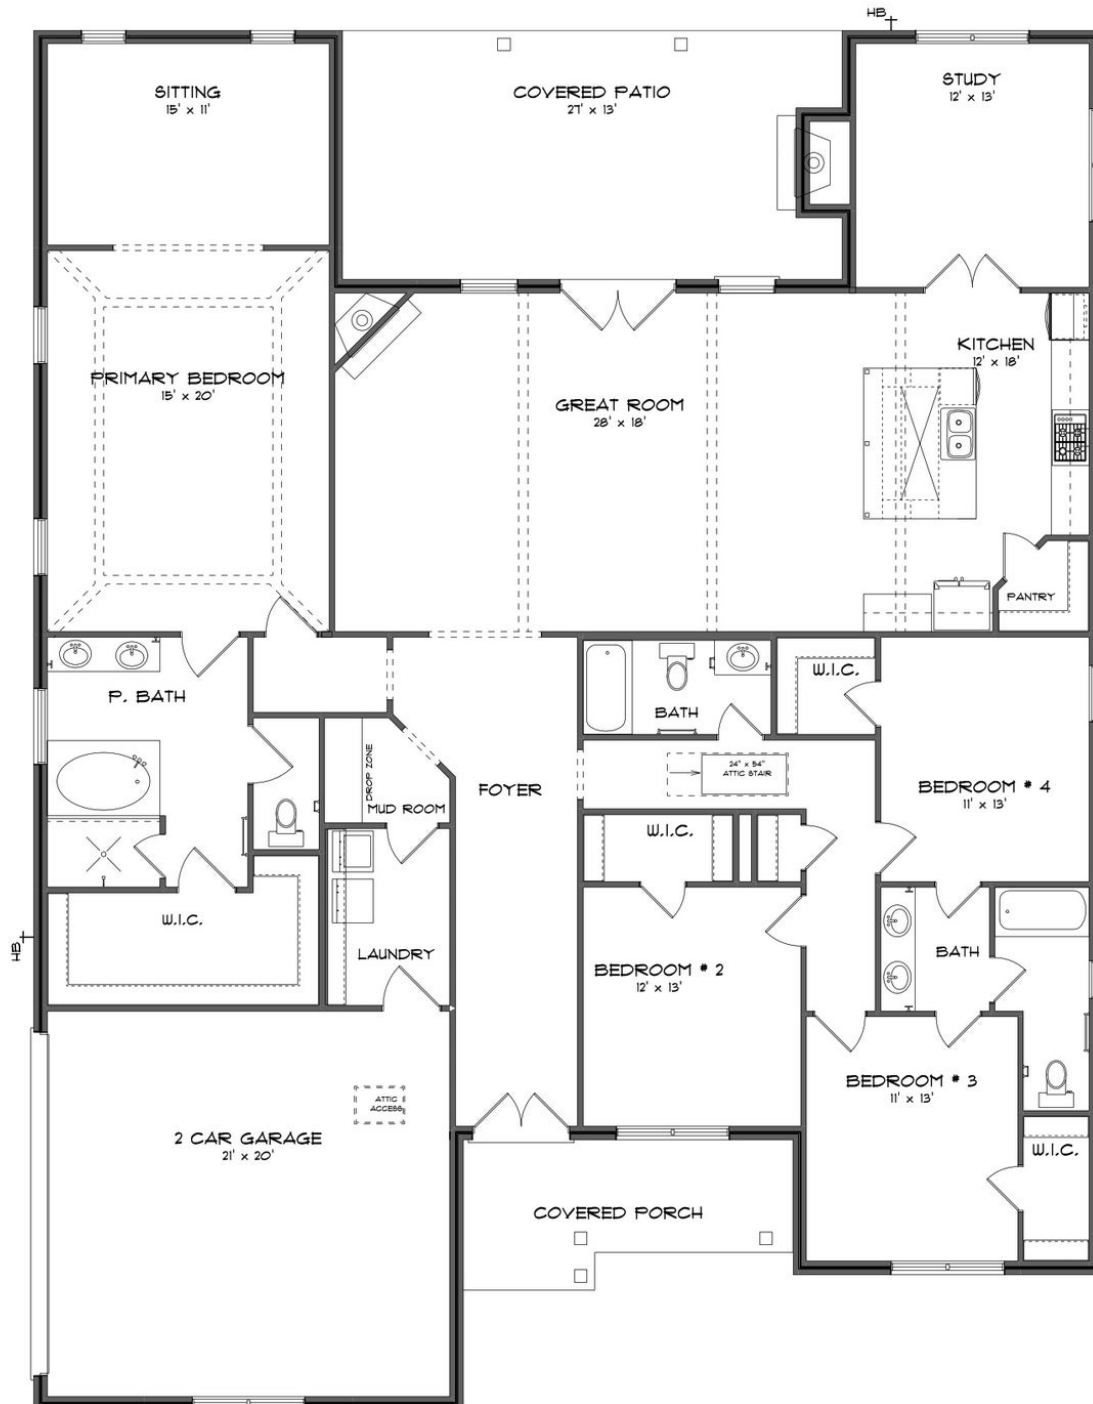 HB
SITTING
15' x 11'
COVERED PATIO
27' x 13'
STUDY
12' x 13'
PRIMARY BEDROOM
15' x 20'
GREAT ROOM
28' x 18'
KITCHEN
12' x 18'
PANTRY
P. BATH
BATH
W.I.C.
DROP ZONE
MUD ROOM
FOYER
24" x 54"
ATTIC STAIR
BEDROOM # 4
11' x 13'
W.I.C.
W.I.C.
HB
LAUNDRY
BEDROOM # 2
12' x 13'
BATH
BEDROOM # 3
11' x 13'
ATTIC
ACCESS
2 CAR GARAGE
21' x 20'
W.I.C.
COVERED PORCH